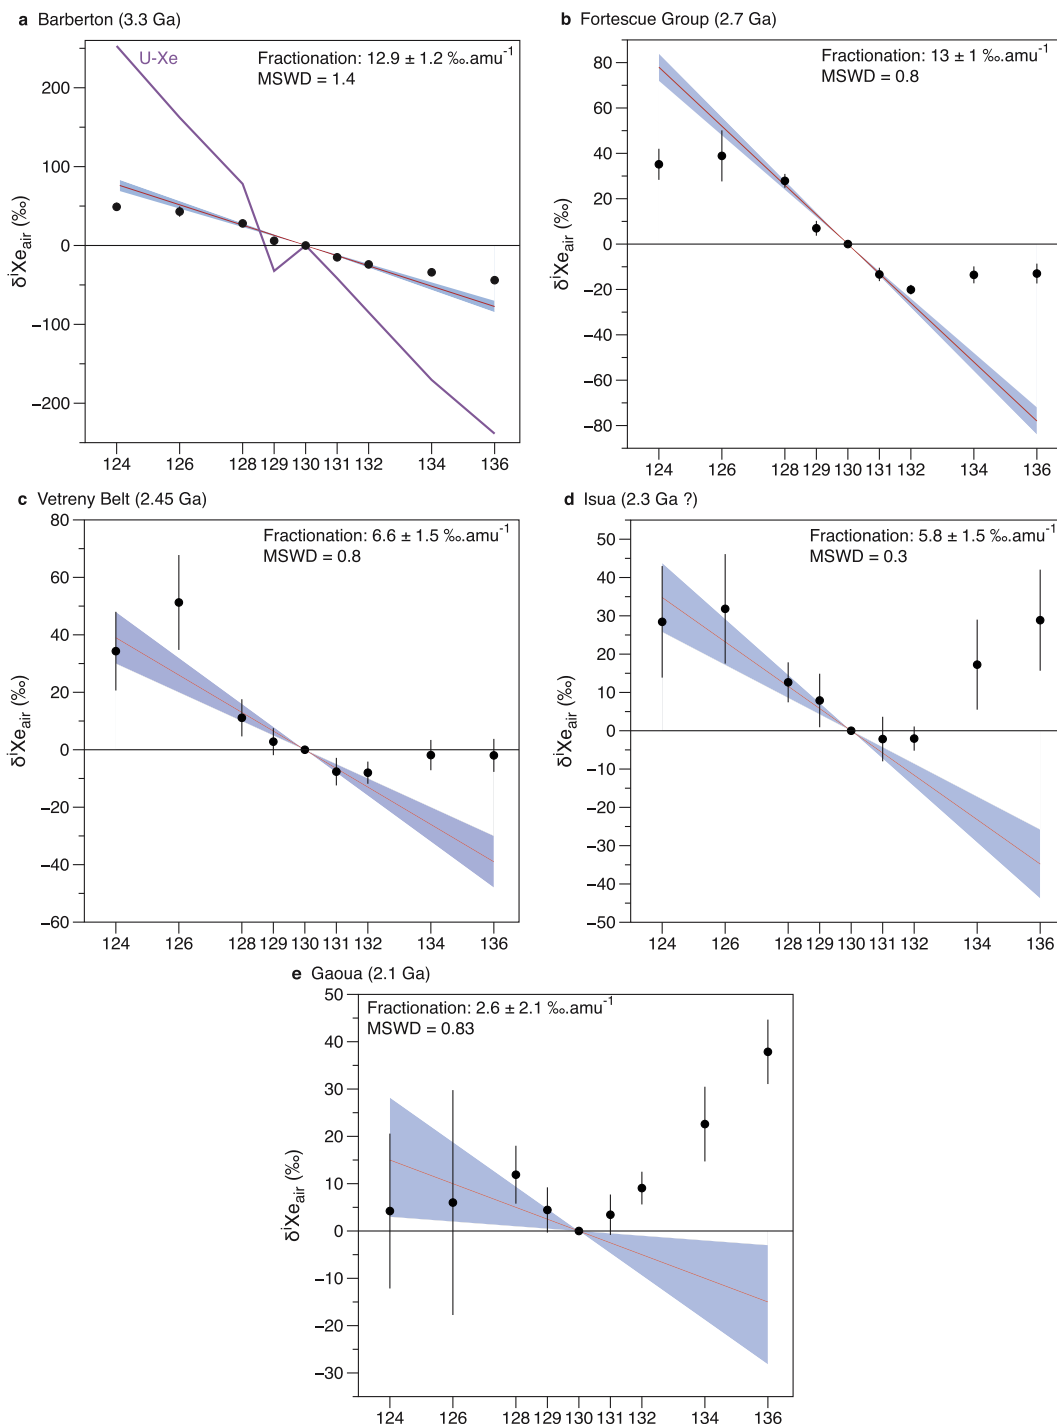 a Barberton (3.3 Ga)
U-Xe
Fractionation: 12.9 ± 1.2 ‰.amu⁻¹
MSWD = 1.4
200
100
0
−100
−200
δⁱXe_air (‰)
124 126 128 129 130 131 132 134 136
b Fortescue Group (2.7 Ga)
Fractionation: 13 ± 1 ‰.amu⁻¹
MSWD = 0.8
80
60
40
20
0
−20
−40
−60
−80
δⁱXe_air (‰)
124 126 128 129 130 131 132 134 136
c Vetreny Belt (2.45 Ga)
Fractionation: 6.6 ± 1.5 ‰.amu⁻¹
MSWD = 0.8
80
60
40
20
0
−20
−40
−60
δⁱXe_air (‰)
124 126 128 129 130 131 132 134 136
d Isua (2.3 Ga ?)
Fractionation: 5.8 ± 1.5 ‰.amu⁻¹
MSWD = 0.3
50
40
30
20
10
0
−10
−20
−30
−40
−50
δⁱXe_air (‰)
124 126 128 129 130 131 132 134 136
e Gaoua (2.1 Ga)
Fractionation: 2.6 ± 2.1 ‰.amu⁻¹
MSWD = 0.83
50
40
30
20
10
0
−10
−20
−30
δⁱXe_air (‰)
124 126 128 129 130 131 132 134 136